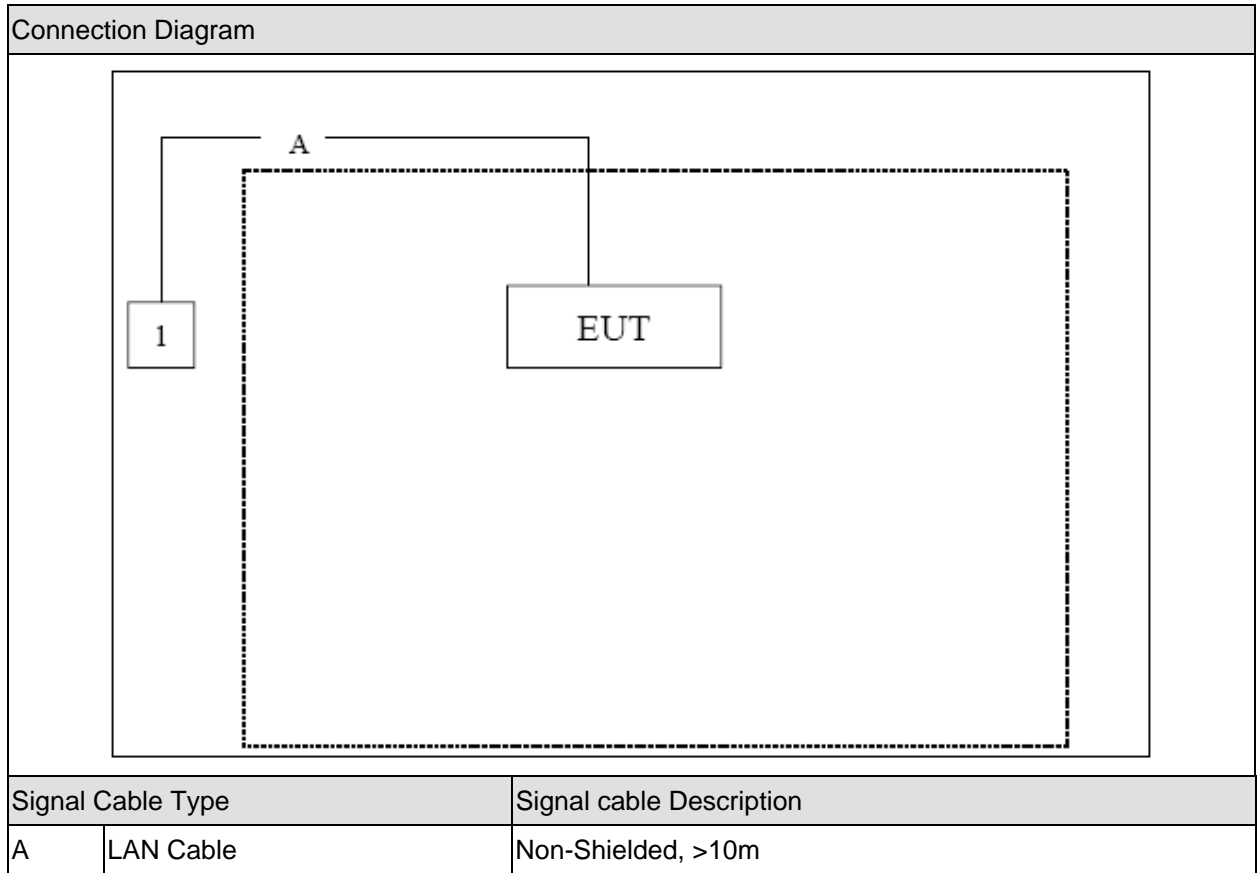 Connection Diagram
A
1
EUT
Signal Cable Type Signal cable Description
A LAN Cable Non-Shielded, >10m